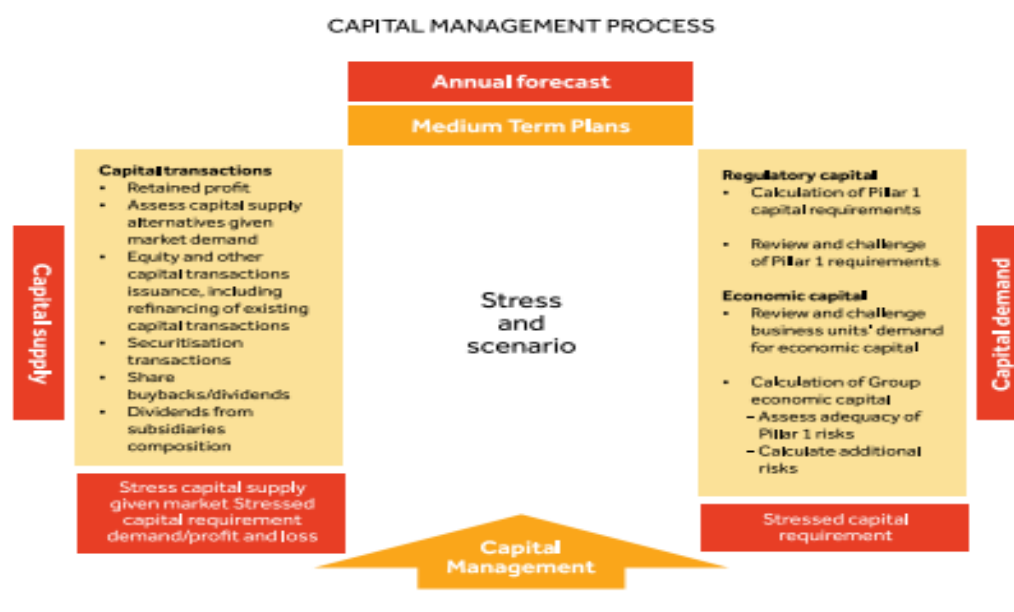 CAPITAL MANAGEMENT PROCESS
Annual forecast
Medium Term Plans
Capital supply
Capital transactions
• Retained profit
• Assess capital supply
alternatives given
market demand
• Equity and other
capital transactions
issuance, including
refinancing of existing
capital transactions
• Securitisation
transactions
• Share
buybacks/dividends
• Dividends from
subsidiaries
composition
Stress capital supply
given market Stressed
capital requirement
demand/profit and loss
Stress
and
scenario
Capital
Management
Regulatory capital
• Calculation of Pillar 1
capital requirements
• Review and challenge
of Pillar 1 requirements
Economic capital
• Review and challenge
business units' demand
for economic capital
• Calculation of Group
economic capital
– Assess adequacy of
Pillar 1 risks
– Calculate additional
risks
Stressed capital
requirement
Capital demand